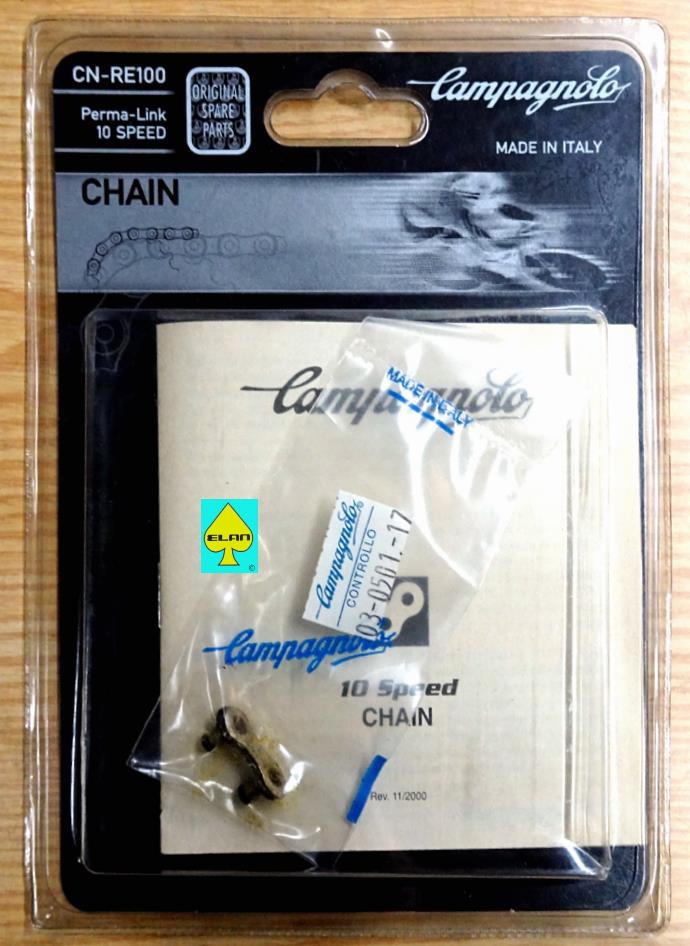 CN-RE100
Perma-Link
10 SPEED
ORIGINAL
SPARE
PARTS
Campagnolo
MADE IN ITALY
CHAIN
Campagnolo
MADE IN ITALY
ELAN
©
Campagnolo®
CONTROLLO
03-0501.-17
Campagnolo
10 Speed
CHAIN
Rev. 11/2000